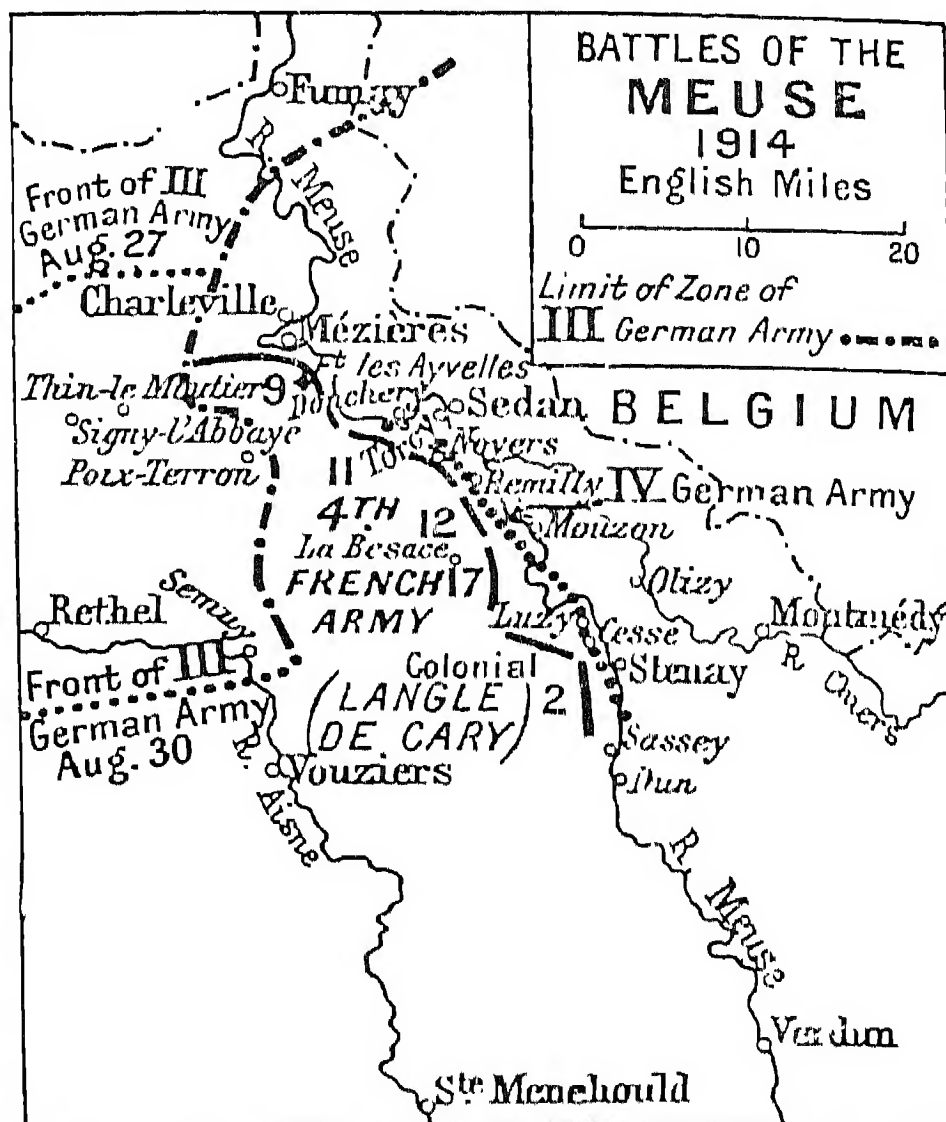 BATTLES OF THE
MEUSE
1914
English Miles
0 10 20
Limit of Zone of
III German Army
Fumay
R. Meuse
Front of III
German Army
Aug. 27
Charleville
Mézières
Ft les Ayvelles
Thin-le Moutier
9
Donchery
Sedan
BELGIUM
Signy-l'Abbaye
Poix-Terron
11
Torcy
Noyers
Remilly
IV German Army
4TH
12
Mouzon
La Besace
FRENCH
17
ARMY
Olizy
Semuy
Rethel
Luzy
Cesse
Montmédy
Stenay
R. Chiers
Front of III
German Army
Aug. 30
Colonial
2
(LANGLE
DE CARY)
Sassey
Dun
R. Aisne
Vouziers
R. Meuse
Verdun
Ste Menehould